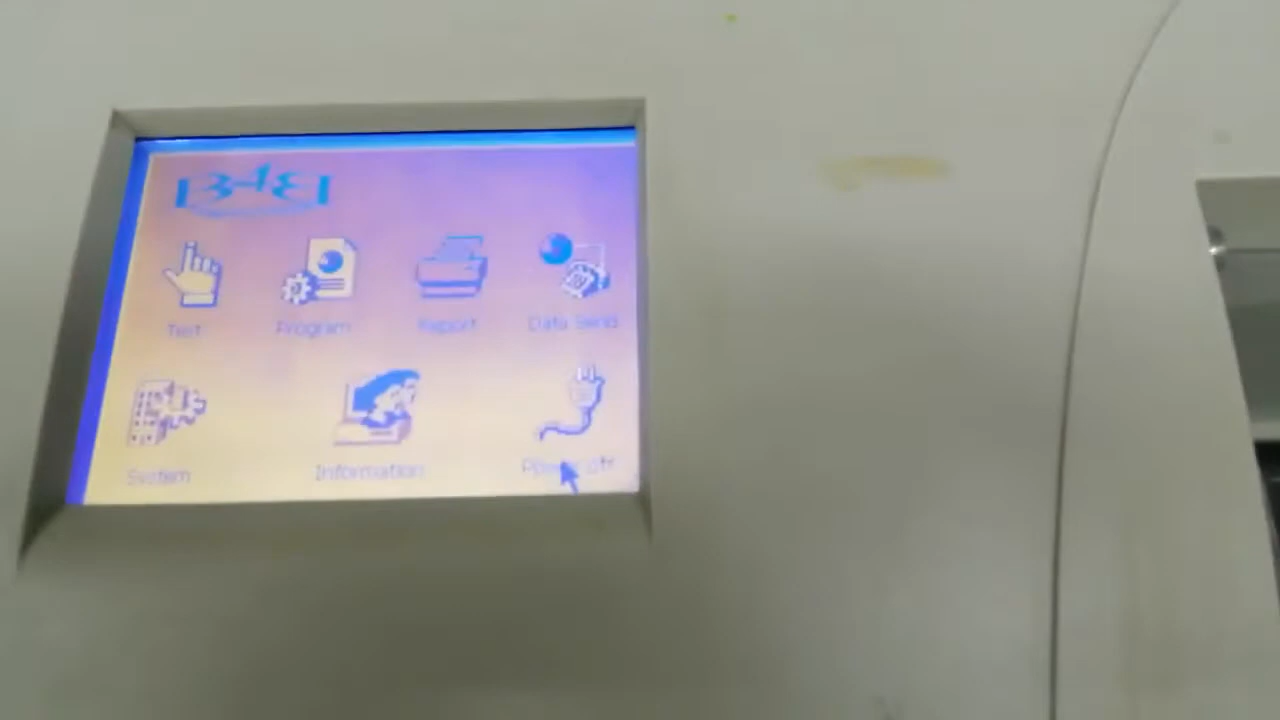 Test Program Report Data Send
System Information Power off